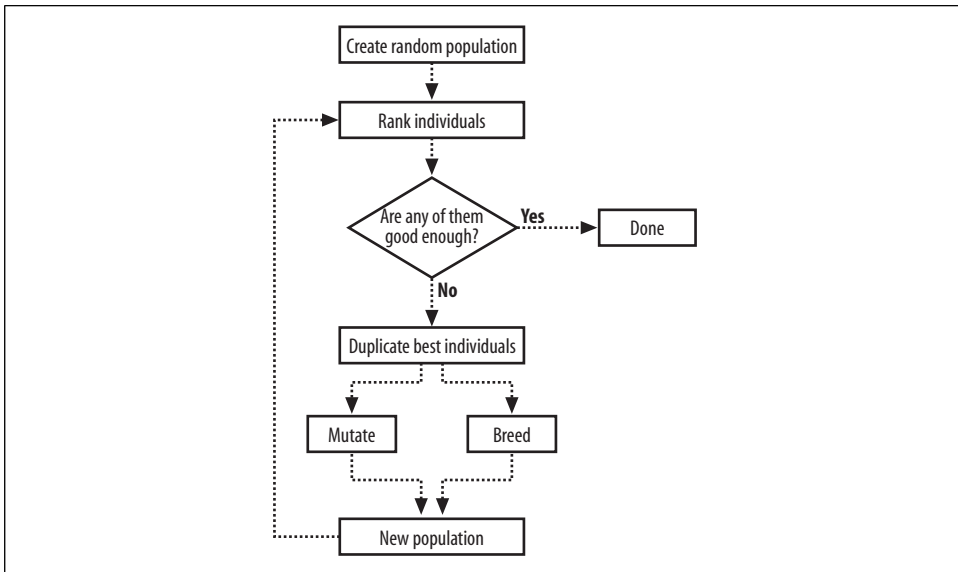 Create random population
Rank individuals
Are any of them
good enough?
Yes
Done
No
Duplicate best individuals
Mutate
Breed
New population